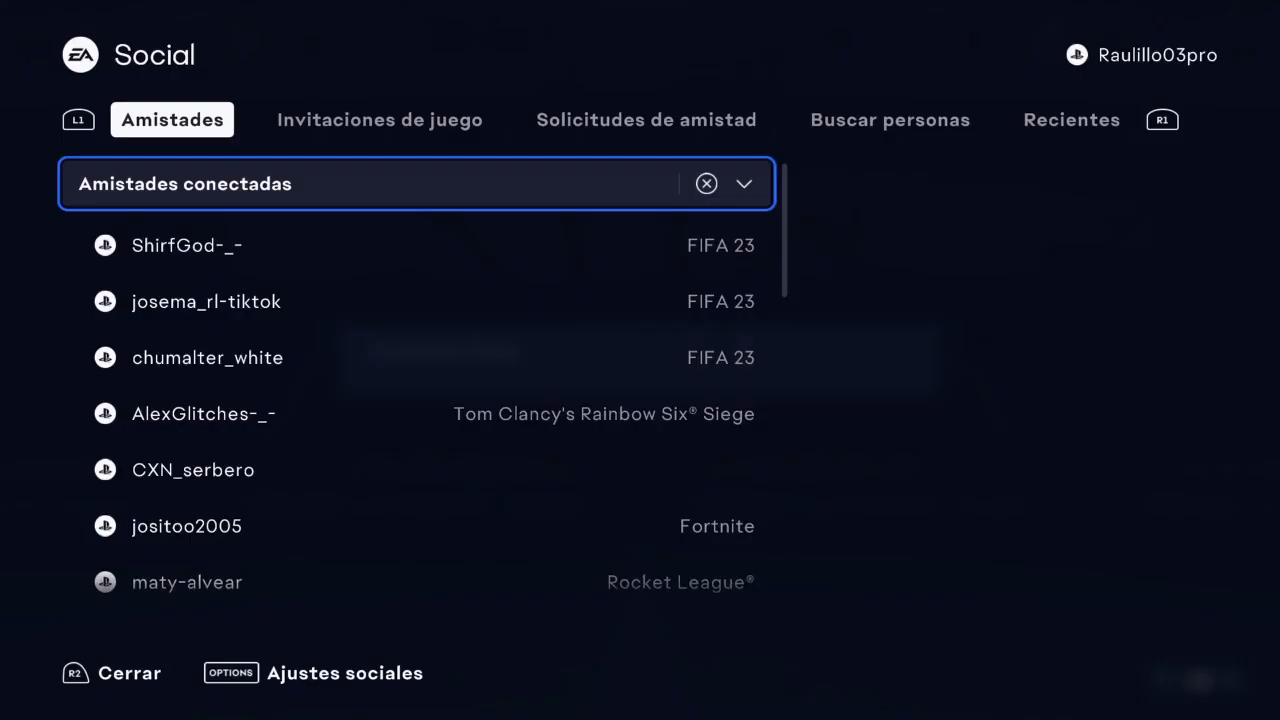 EA Social
Raulillo03pro
L1 Amistades Invitaciones de juego Solicitudes de amistad Buscar personas Recientes R1
Amistades conectadas
ShirfGod-_- FIFA 23
josema_rl-tiktok FIFA 23
chumalter_white FIFA 23
AlexGlitches-_- Tom Clancy's Rainbow Six® Siege
CXN_serbero
jositoo2005 Fortnite
maty-alvear Rocket League®
R2 Cerrar OPTIONS Ajustes sociales